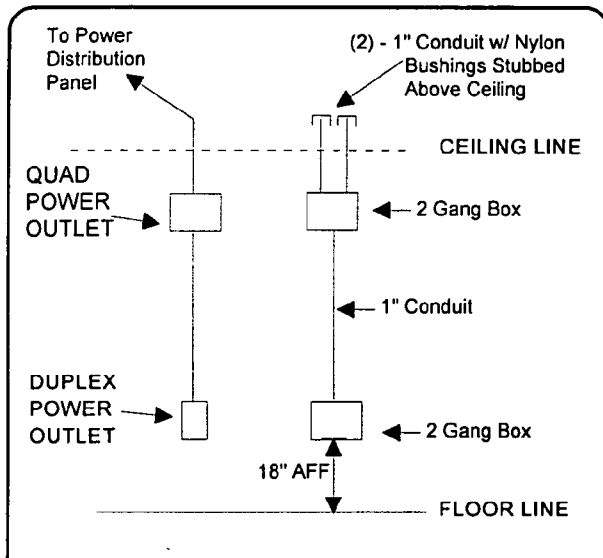 To Power
Distribution
Panel
(2) - 1" Conduit w/ Nylon
Bushings Stubbed
Above Ceiling
CEILING LINE
QUAD
POWER
OUTLET
2 Gang Box
1" Conduit
DUPLEX
POWER
OUTLET
2 Gang Box
18" AFF
FLOOR LINE